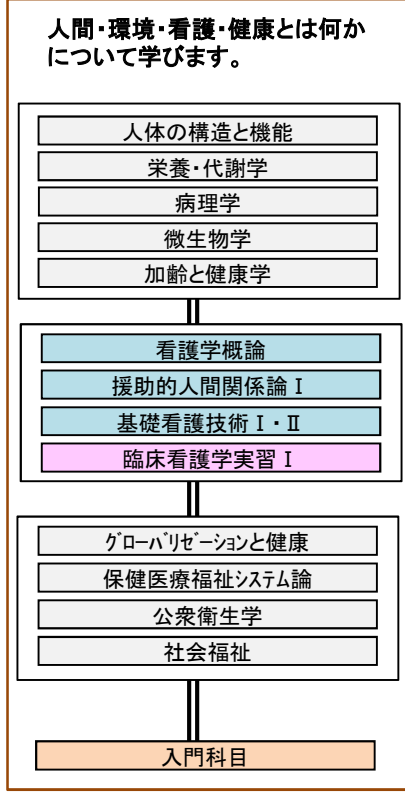 人間・環境・看護・健康とは何か
について学びます。
人体の構造と機能
栄養・代謝学
病理学
微生物学
加齢と健康学
看護学概論
援助的人間関係論Ⅰ
基礎看護技術Ⅰ・Ⅱ
臨床看護学実習Ⅰ
ｸﾞﾛｰﾊﾞﾘｾﾞｰｼｮﾝと健康
保健医療福祉ｼｽﾃﾑ論
公衆衛生学
社会福祉
入門科目